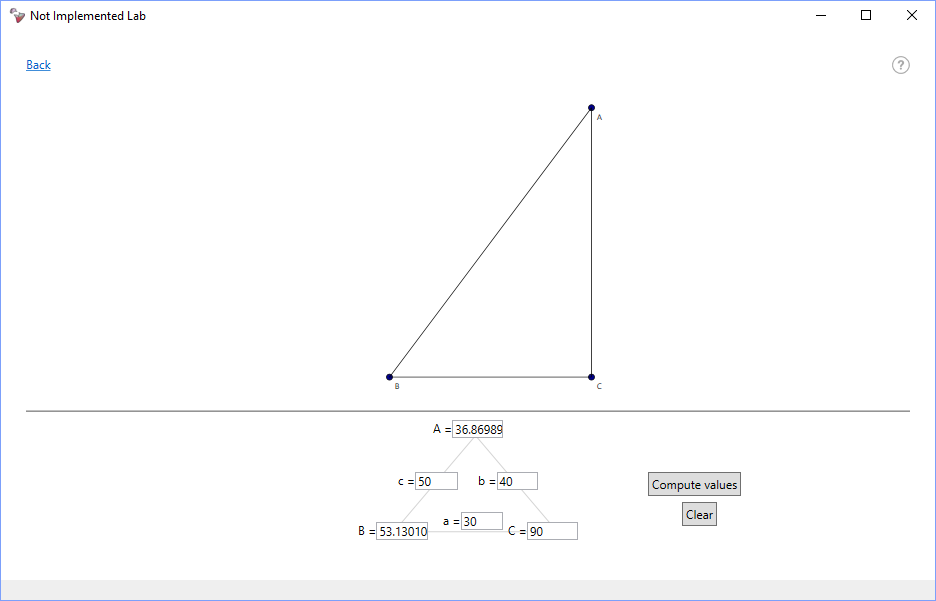 Not Implemented Lab
Back
?
A
B
C
A = 36.86989
c = 50
b = 40
Compute values
a = 30
Clear
B = 53.13010
C = 90